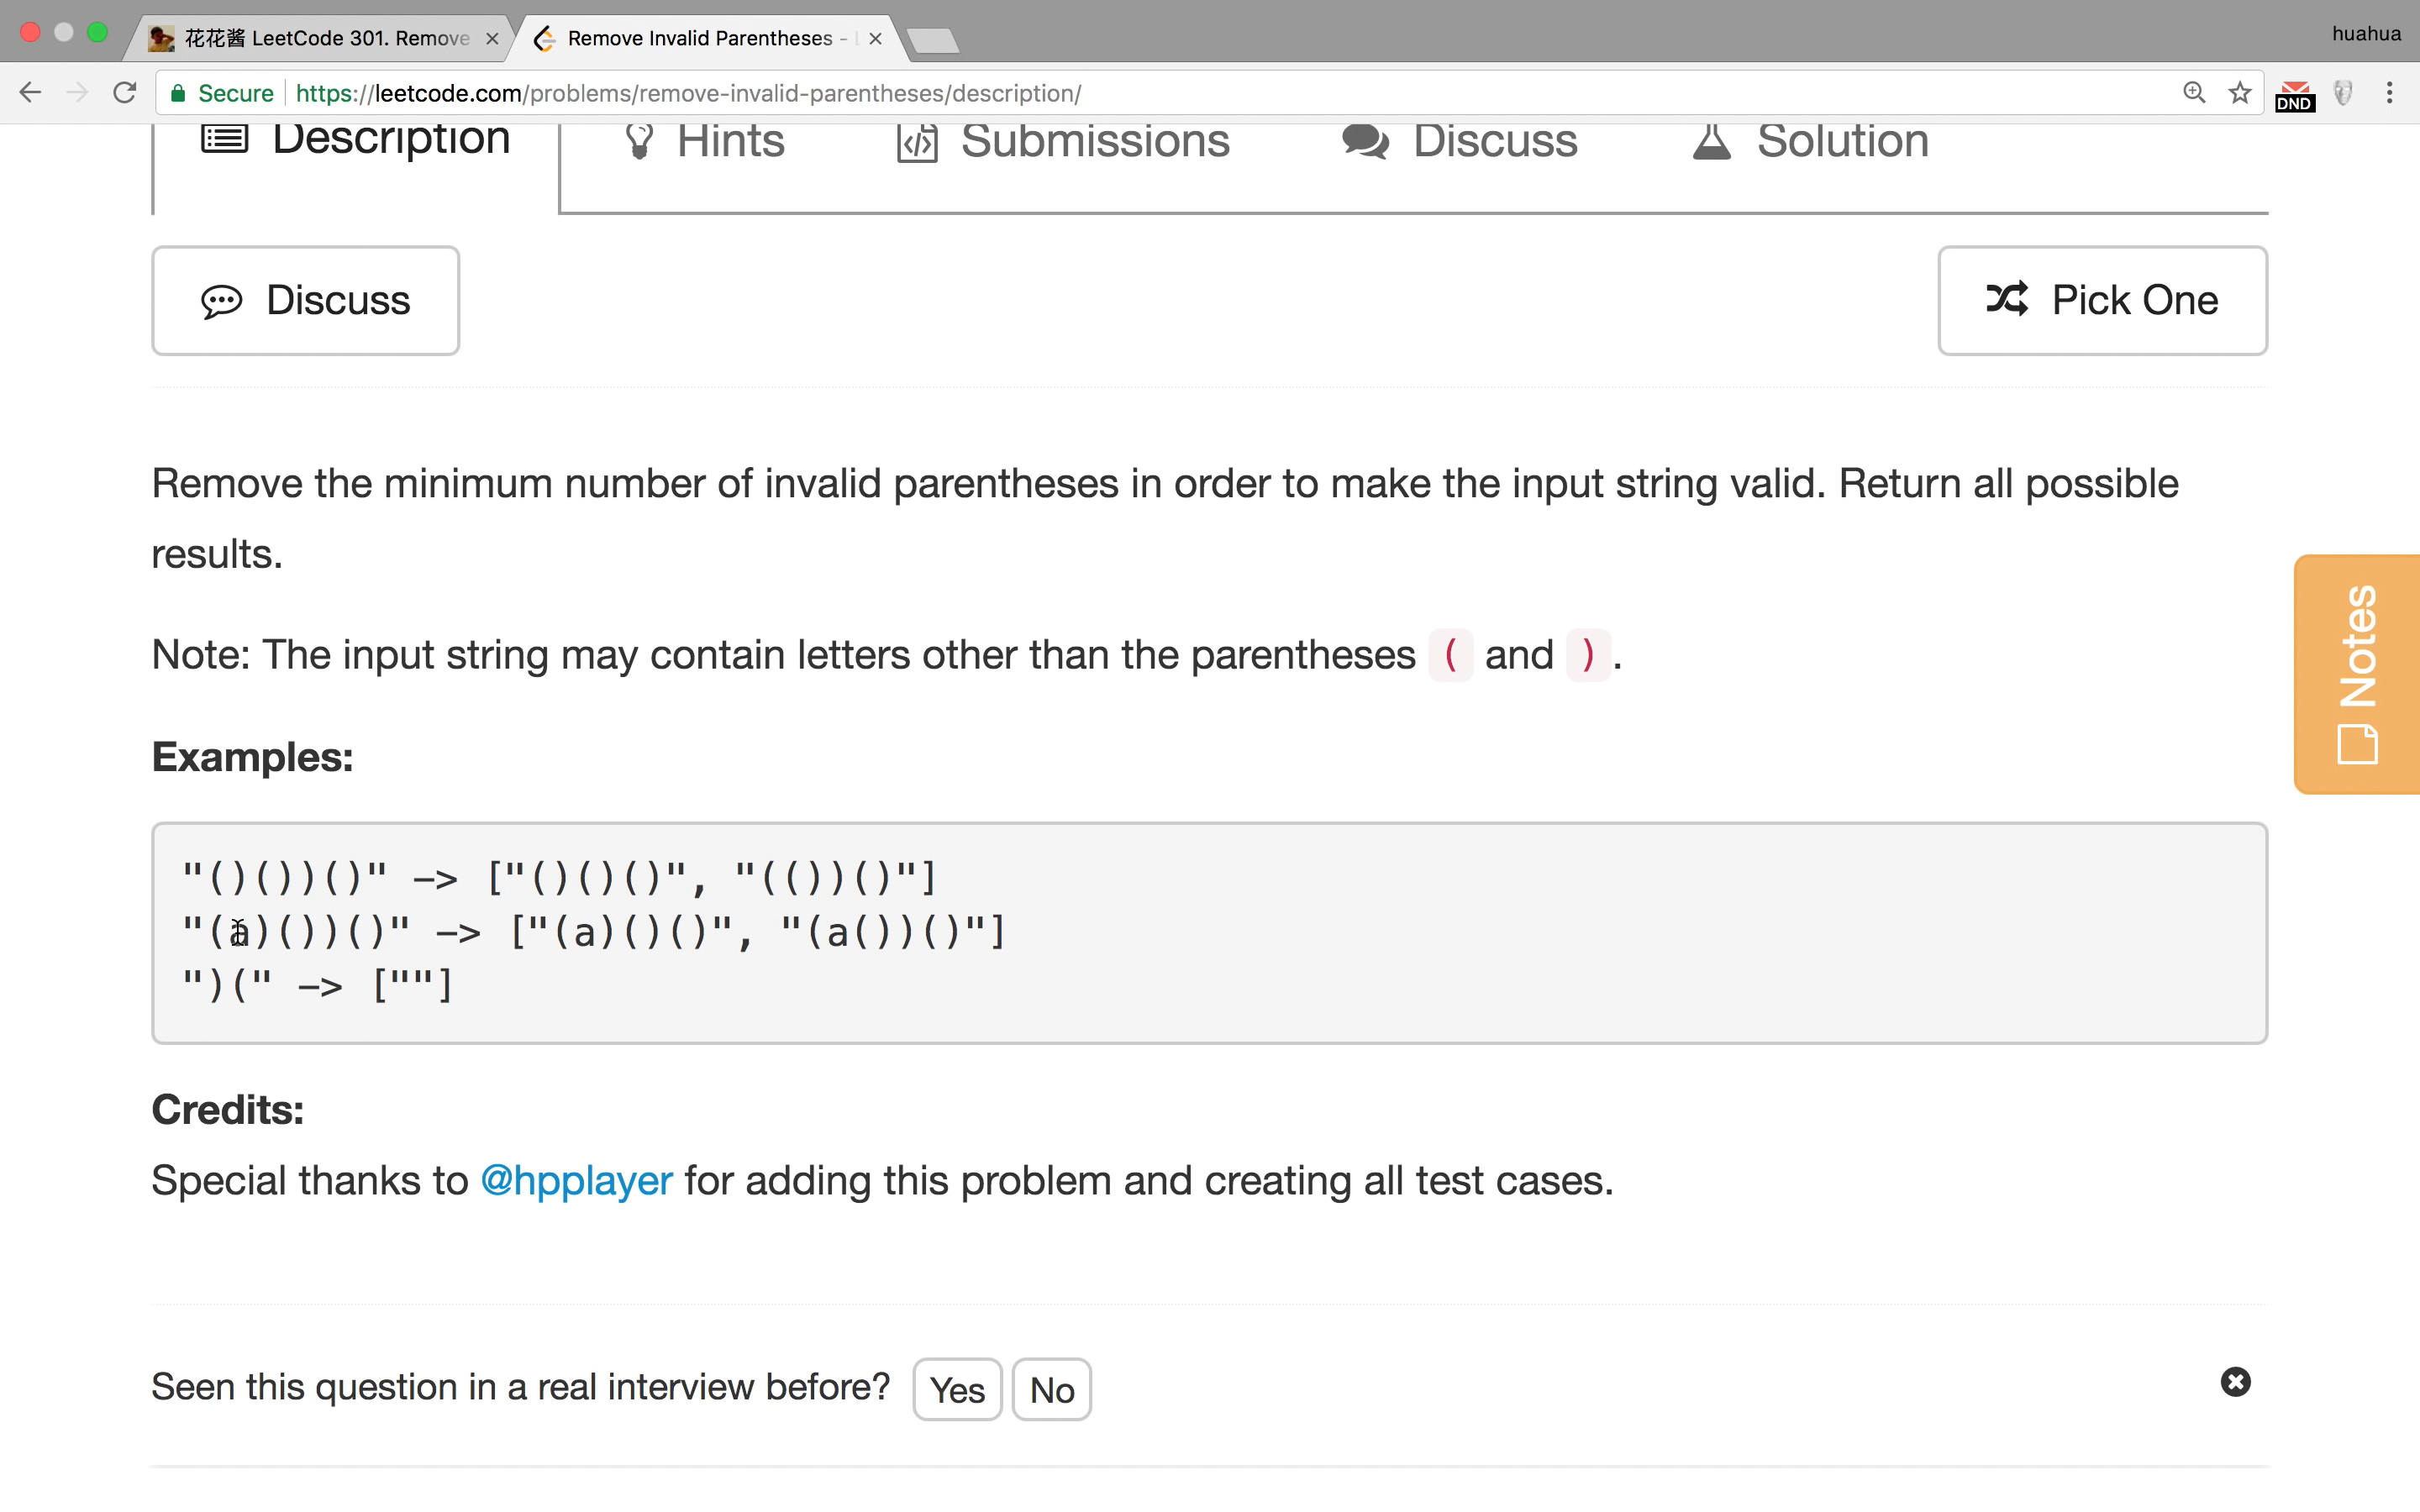 花花酱 LeetCode 301. Remove
Remove Invalid Parentheses -
huahua
Secure https://leetcode.com/problems/remove-invalid-parentheses/description/
DND
Description Hints Submissions Discuss Solution
Discuss
Pick One
Remove the minimum number of invalid parentheses in order to make the input string valid. Return all possible
results.
Note: The input string may contain letters other than the parentheses ( and ) .
Notes
Examples:
"()())()" -> ["()()()", "(())()"]
"(a)())()" -> ["(a)()()", "(a())()"]
")(" -> [""]
Credits:
Special thanks to @hpplayer for adding this problem and creating all test cases.
Seen this question in a real interview before? Yes No